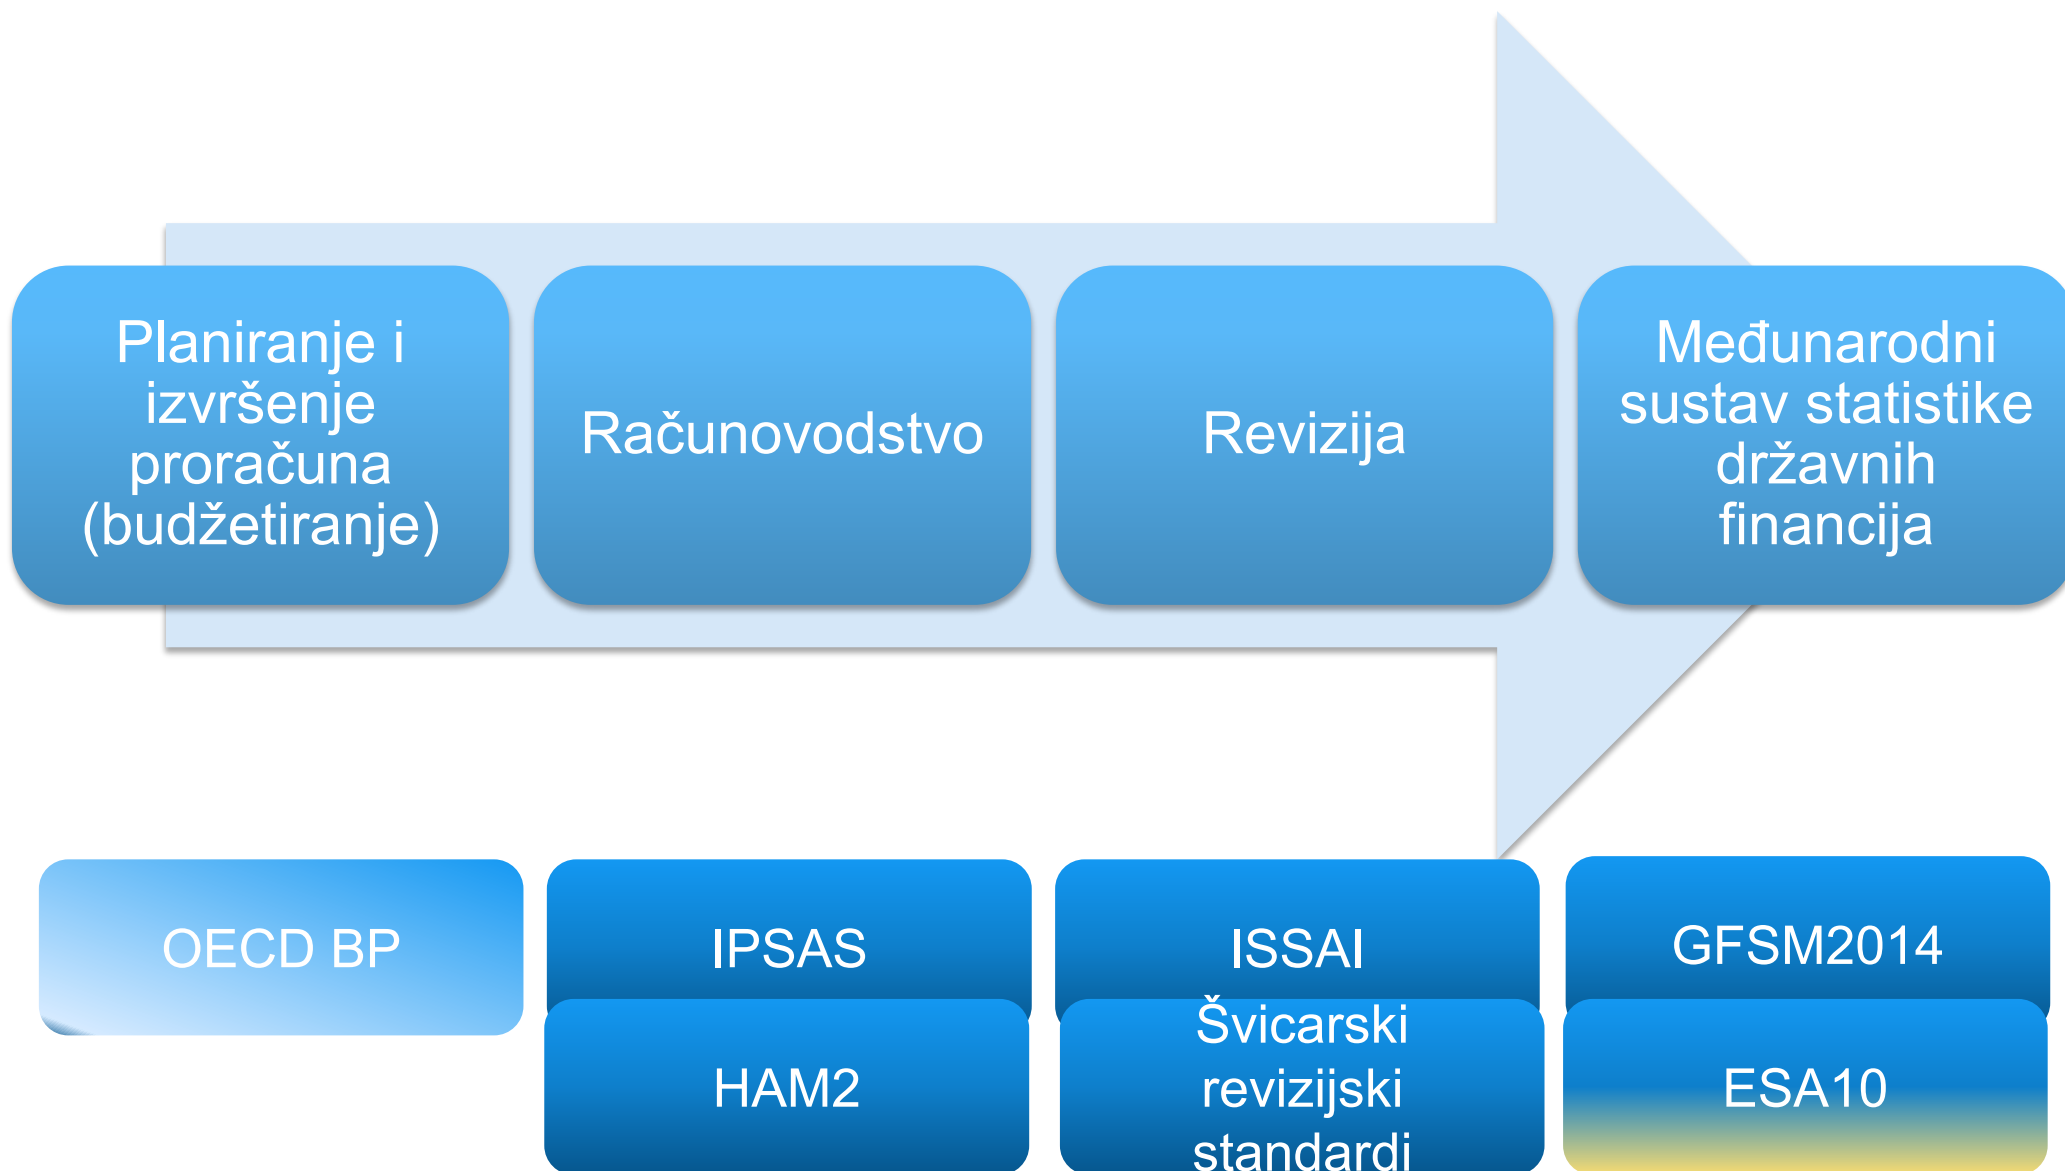 Planiranje i
izvršenje
proračuna
(budžetiranje)
Računovodstvo
Revizija
Međunarodni
sustav statistike
državnih
financija
OECD BP
IPSAS
ISSAI
GFSM2014
HAM2
Švicarski
revizijski
standardi
ESA10